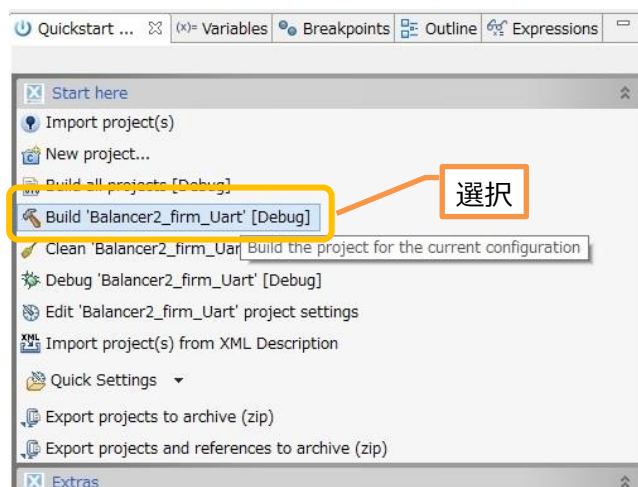 Quickstart ...
(x)= Variables
Breakpoints
Outline
Expressions
Start here
Import project(s)
New project...
Build all projects [Debug]
選択
Build 'Balancer2_firm_Uart' [Debug]
Clean 'Balancer2_firm_Uar
Build the project for the current configuration
Debug 'Balancer2_firm_Uart' [Debug]
Edit 'Balancer2_firm_Uart' project settings
Import project(s) from XML Description
Quick Settings
Export projects to archive (zip)
Export projects and references to archive (zip)
Extras